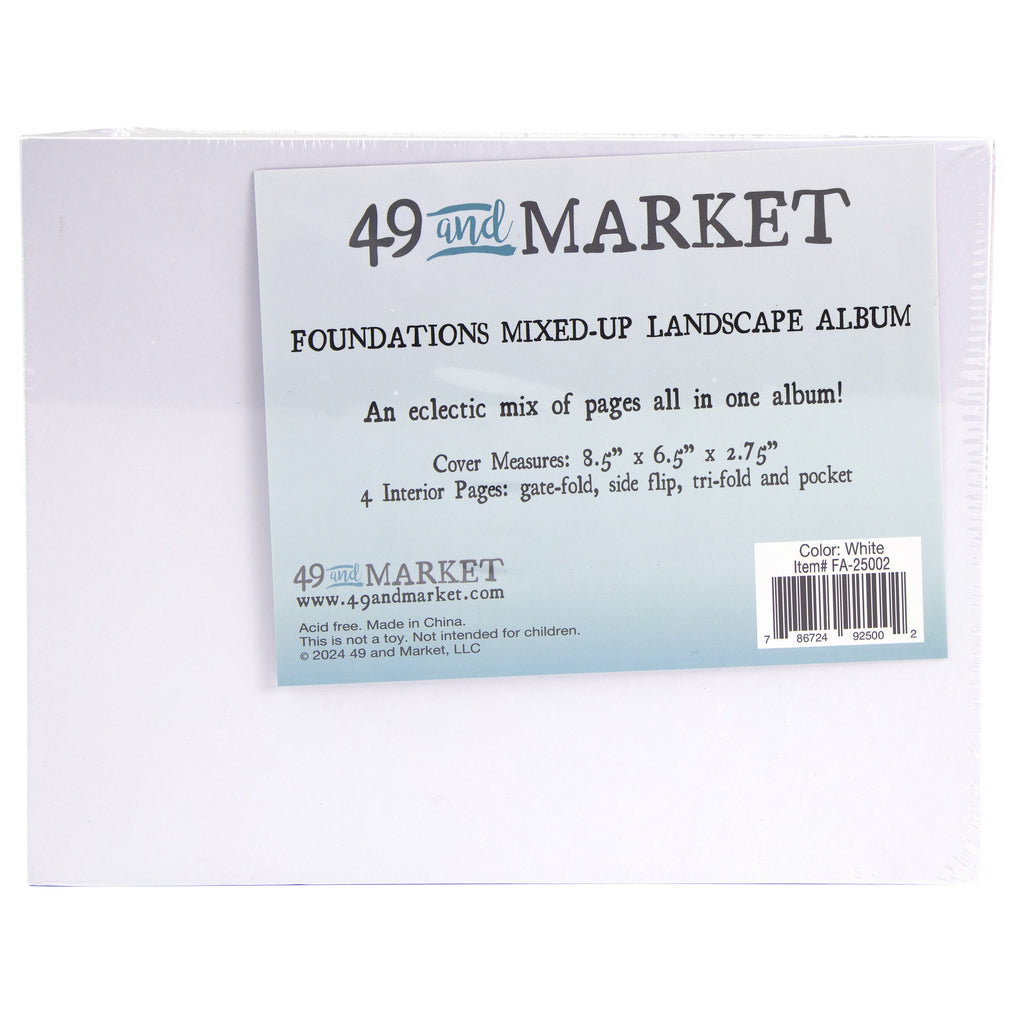 49 and MARKET
FOUNDATIONS MIXED-UP LANDSCAPE ALBUM
An eclectic mix of pages all in one album!
Cover Measures: 8.5” x 6.5” x 2.75”
4 Interior Pages: gate-fold, side flip, tri-fold and pocket
49 and MARKET
www.49andmarket.com
Acid free. Made in China.
This is not a toy. Not intended for children.
© 2024 49 and Market, LLC
Color: White
Item# FA-25002
7 86724 92500 2